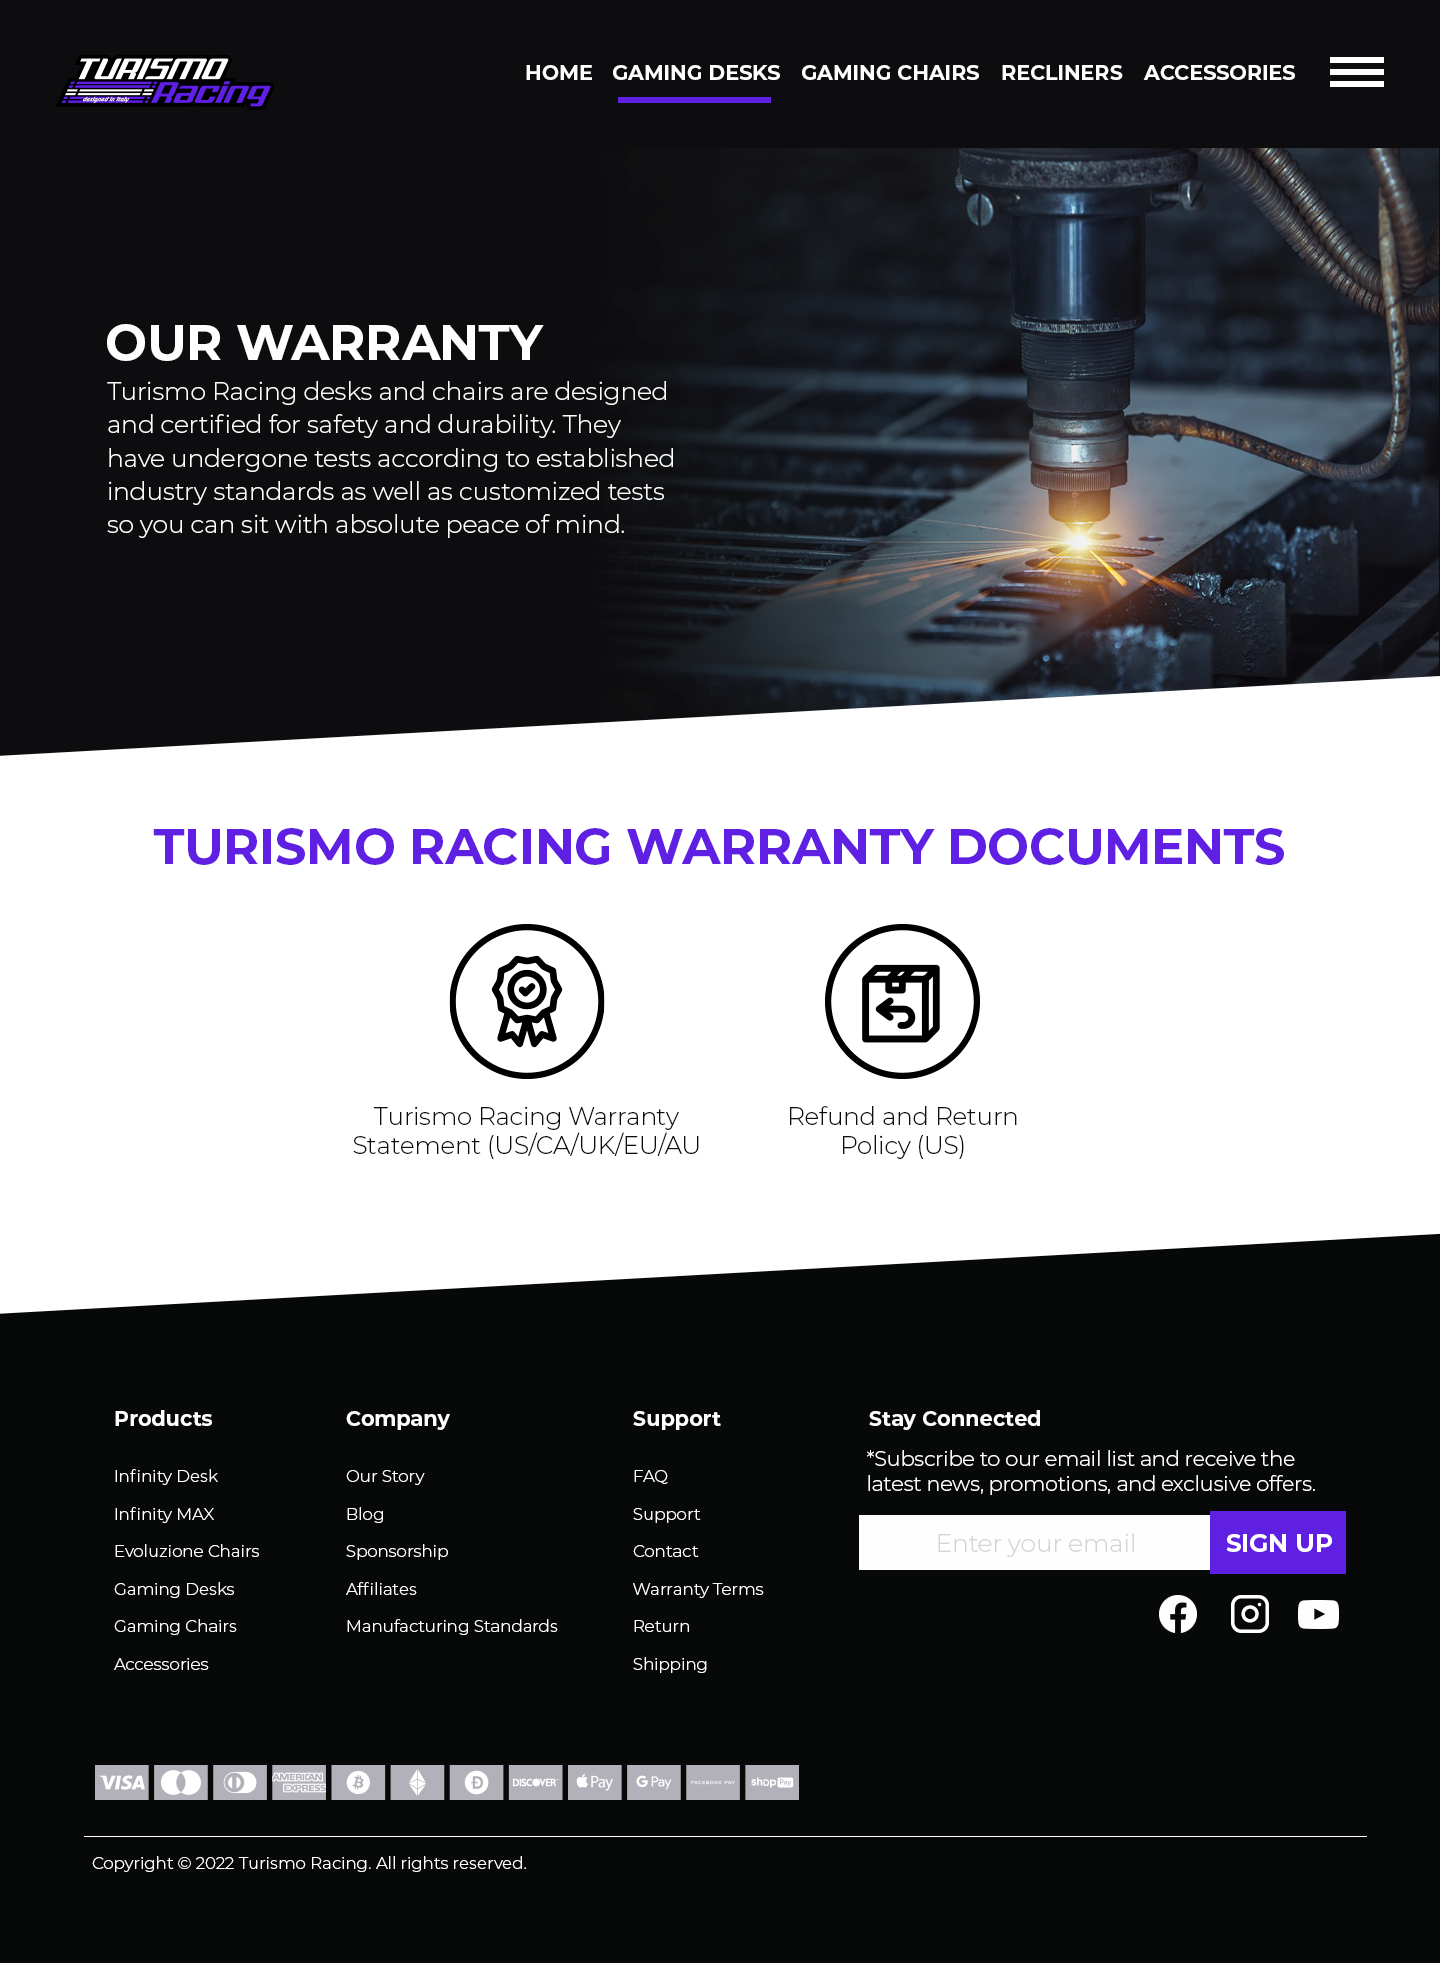 TURISMO
Racing
designed in Italy
HOME GAMING DESKS GAMING CHAIRS RECLINERS ACCESSORIES
OUR WARRANTY
Turismo Racing desks and chairs are designed
and certified for safety and durability. They
have undergone tests according to established
industry standards as well as customized tests
so you can sit with absolute peace of mind.
TURISMO RACING WARRANTY DOCUMENTS
Turismo Racing Warranty
Statement (US/CA/UK/EU/AU
Refund and Return
Policy (US)
Products
Infinity Desk
Infinity MAX
Evoluzione Chairs
Gaming Desks
Gaming Chairs
Accessories
Company
Our Story
Blog
Sponsorship
Affiliates
Manufacturing Standards
Support
FAQ
Support
Contact
Warranty Terms
Return
Shipping
Stay Connected
*Subscribe to our email list and receive the
latest news, promotions, and exclusive offers.
Enter your email SIGN UP
VISA AMERICAN EXPRESS DISCOVER Pay G Pay FACEBOOK PAY shop Pay
Copyright © 2022 Turismo Racing. All rights reserved.